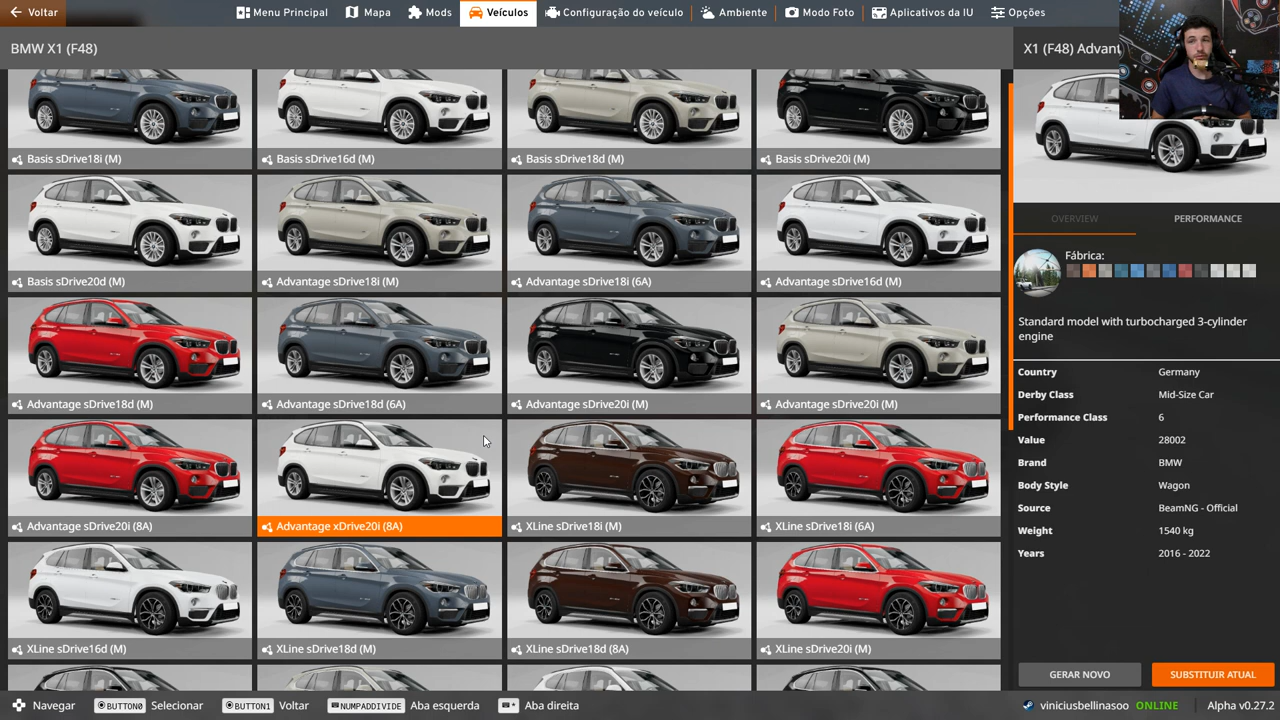 Voltar
Menu Principal
Mapa
Mods
Veículos
Configuração do veículo
Ambiente
Modo Foto
Aplicativos da IU
Opções
BMW X1 (F48)
X1 (F48) Advant
Basis sDrive18i (M)
Basis sDrive16d (M)
Basis sDrive18d (M)
Basis sDrive20i (M)
Basis sDrive20d (M)
Advantage sDrive18i (M)
Advantage sDrive18i (6A)
Advantage sDrive16d (M)
Advantage sDrive18d (M)
Advantage sDrive18d (6A)
Advantage sDrive20i (M)
Advantage sDrive20i (M)
Advantage sDrive20i (8A)
Advantage xDrive20i (8A)
XLine sDrive18i (M)
XLine sDrive18i (6A)
XLine sDrive16d (M)
XLine sDrive18d (M)
XLine sDrive18d (8A)
XLine sDrive20i (M)
OVERVIEW
PERFORMANCE
Fábrica:
Standard model with turbocharged 3-cylinder
engine
Country Germany
Derby Class Mid-Size Car
Performance Class 6
Value 28002
Brand BMW
Body Style Wagon
Source BeamNG - Official
Weight 1540 kg
Years 2016 - 2022
GERAR NOVO
SUBSTITUIR ATUAL
Navegar
BUTTON0 Selecionar
BUTTON1 Voltar
NUMPADDIVIDE Aba esquerda
+ Aba direita
viniciusbellinasoo ONLINE
Alpha v0.27.2